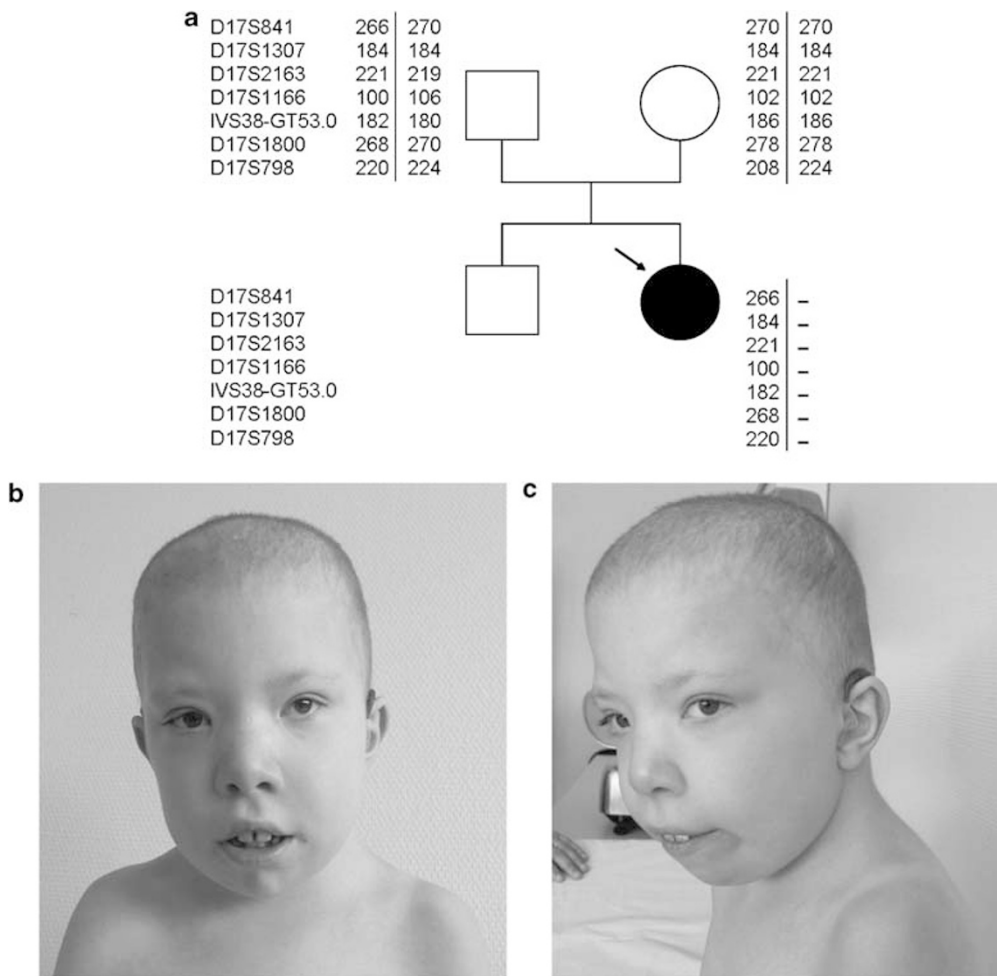 a
D17S841 266 270 270 270
D17S1307 184 184 184 184
D17S2163 221 219 221 221
D17S1166 100 106 102 102
IVS38-GT53.0 182 180 186 186
D17S1800 268 270 278 278
D17S798 220 224 208 224
D17S841 266 –
D17S1307 184 –
D17S2163 221 –
D17S1166 100 –
IVS38-GT53.0 182 –
D17S1800 268 –
D17S798 220 –
b c